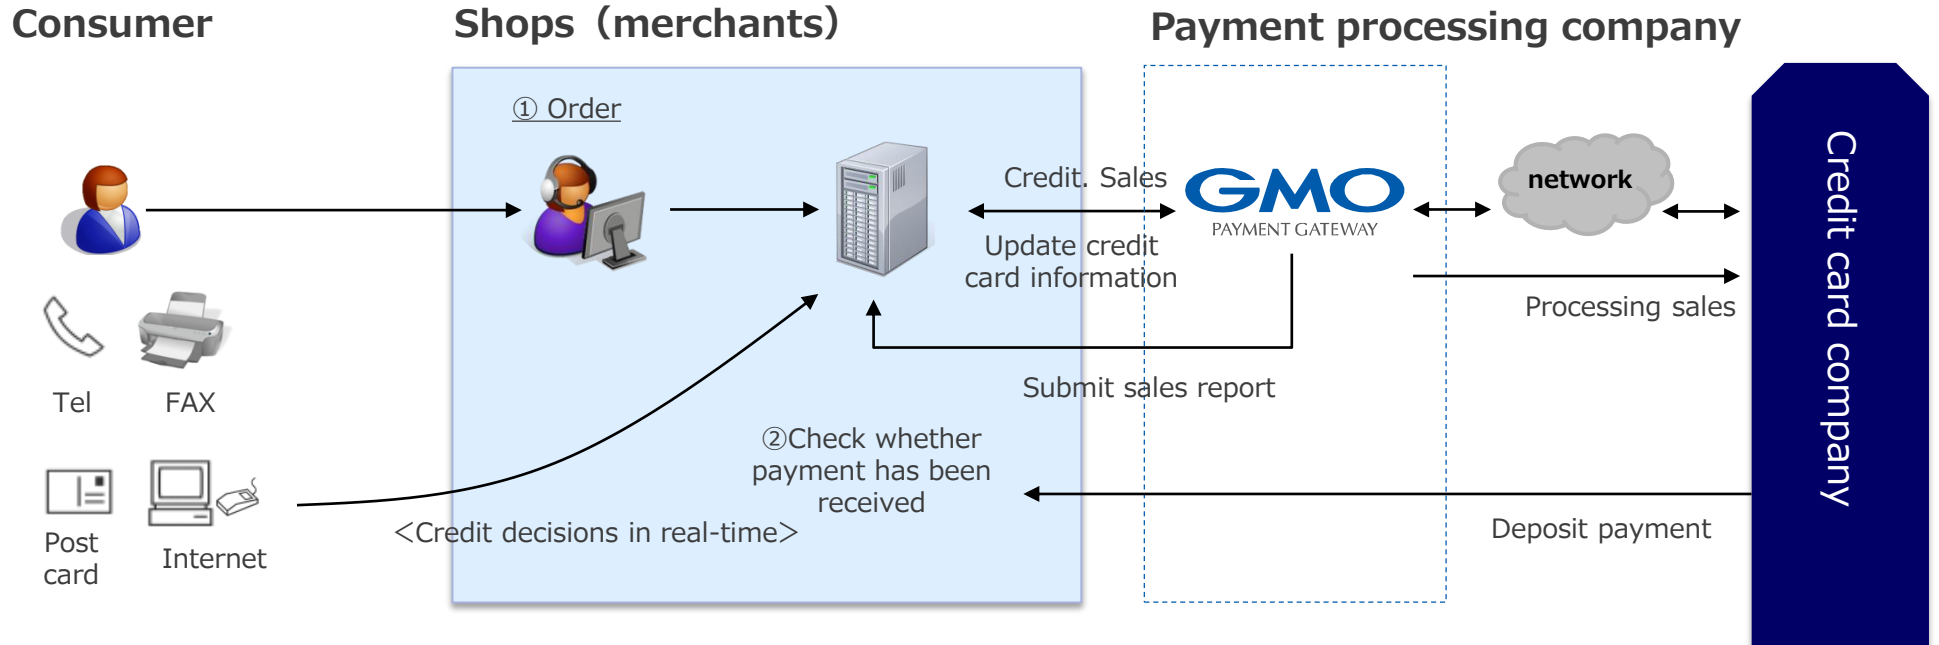 Consumer
Shops（merchants）
Payment processing company
① Order
Credit. Sales
GMO
PAYMENT GATEWAY
network
Update credit
card information
Processing sales
Submit sales report
Tel
FAX
②Check whether
payment has been
received
Deposit payment
＜Credit decisions in real-time＞
Post
card
Internet
Credit card company